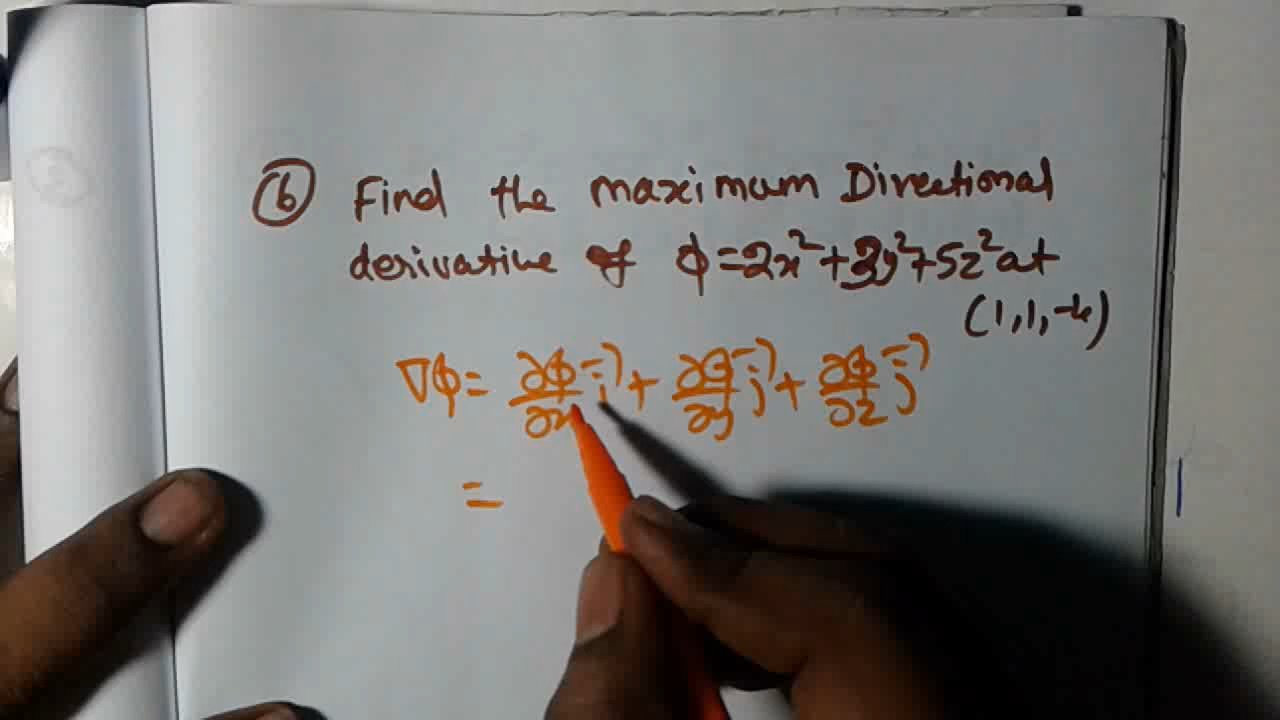 (6) Find the maximum Directional
derivative of ϕ=2x²+3y²+5z² at
(1,1,-4)
∇ϕ= ∂ϕ/∂x i⃗ + ∂ϕ/∂y j⃗ + ∂ϕ/∂z j⃗
=